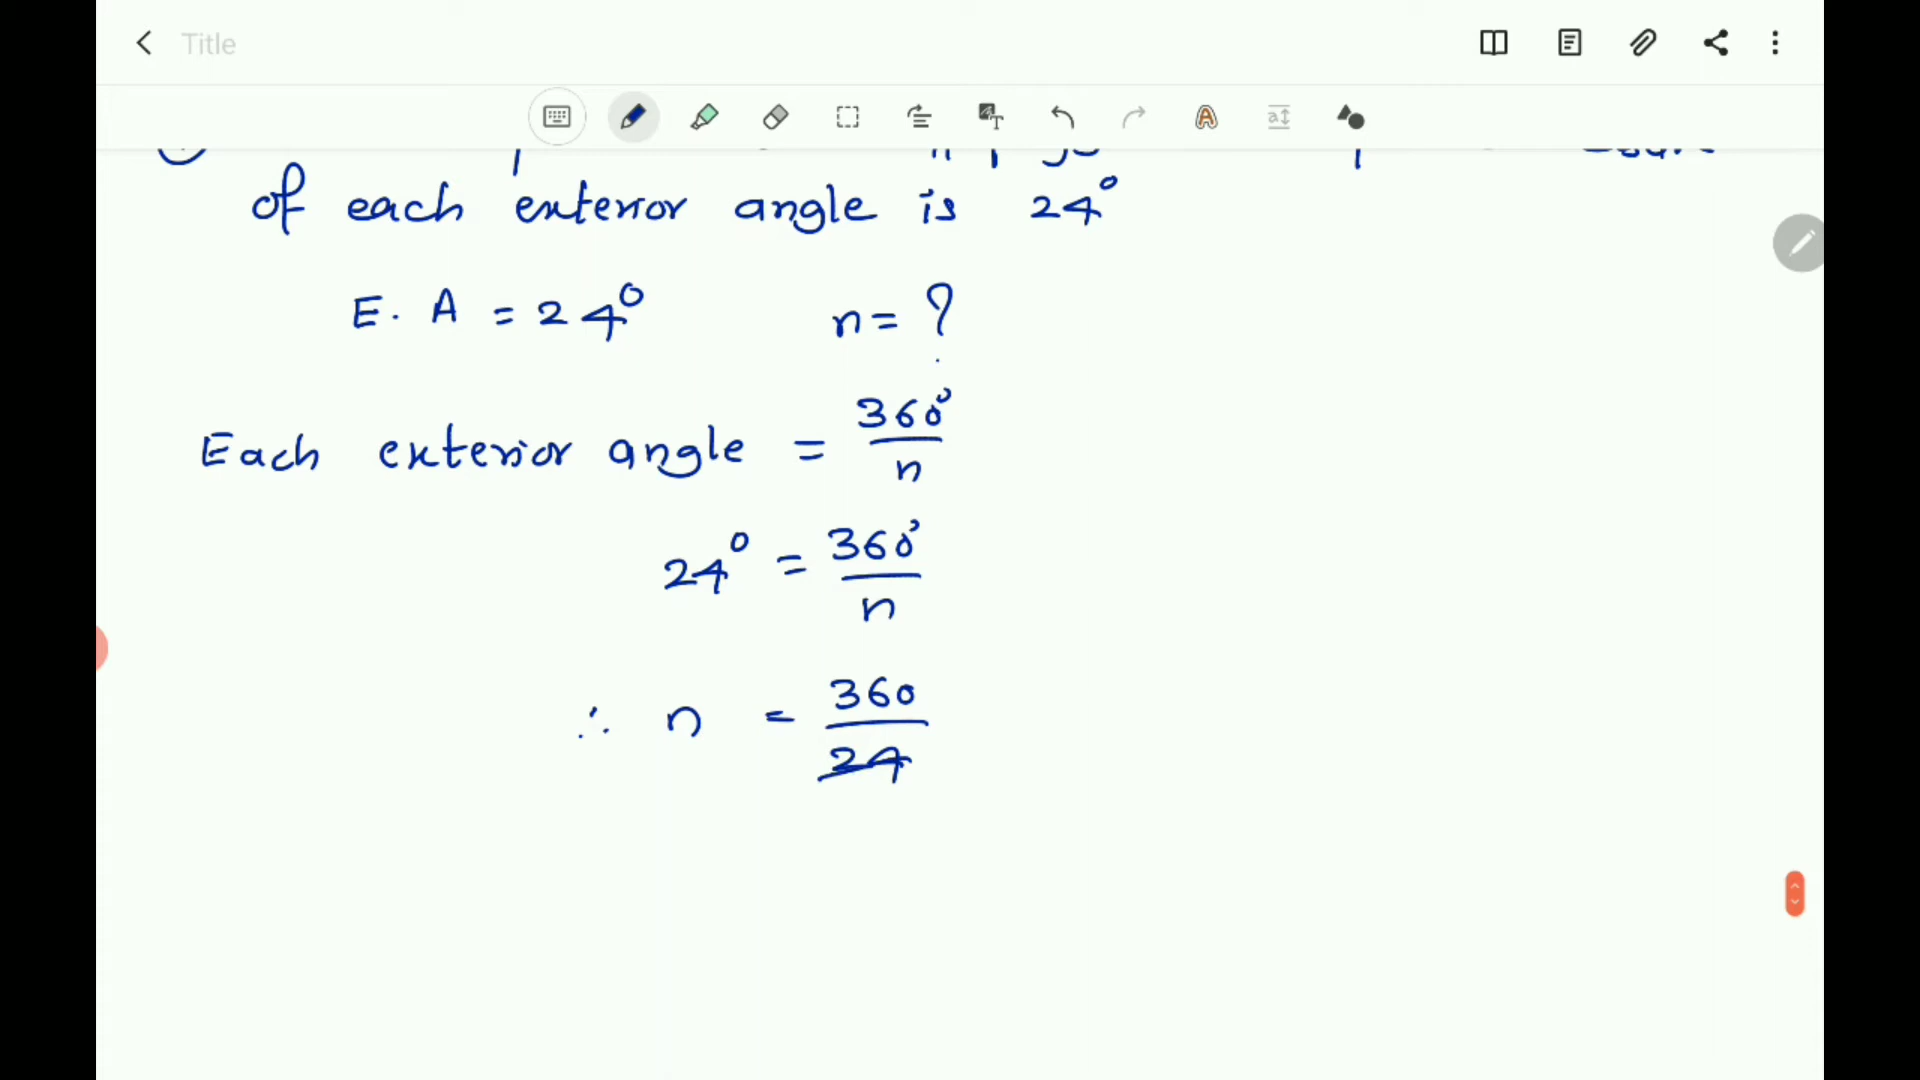 Title
of each exterior angle is 24°
E. A = 24° n = ?
Each exterior angle = 360°/n
24° = 360°/n
∴ n = 360/24